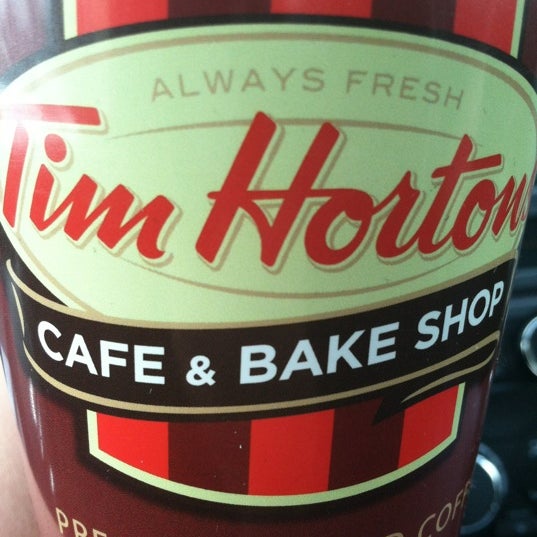 ALWAYS FRESH
Tim Horton
CAFE & BAKE SHOP